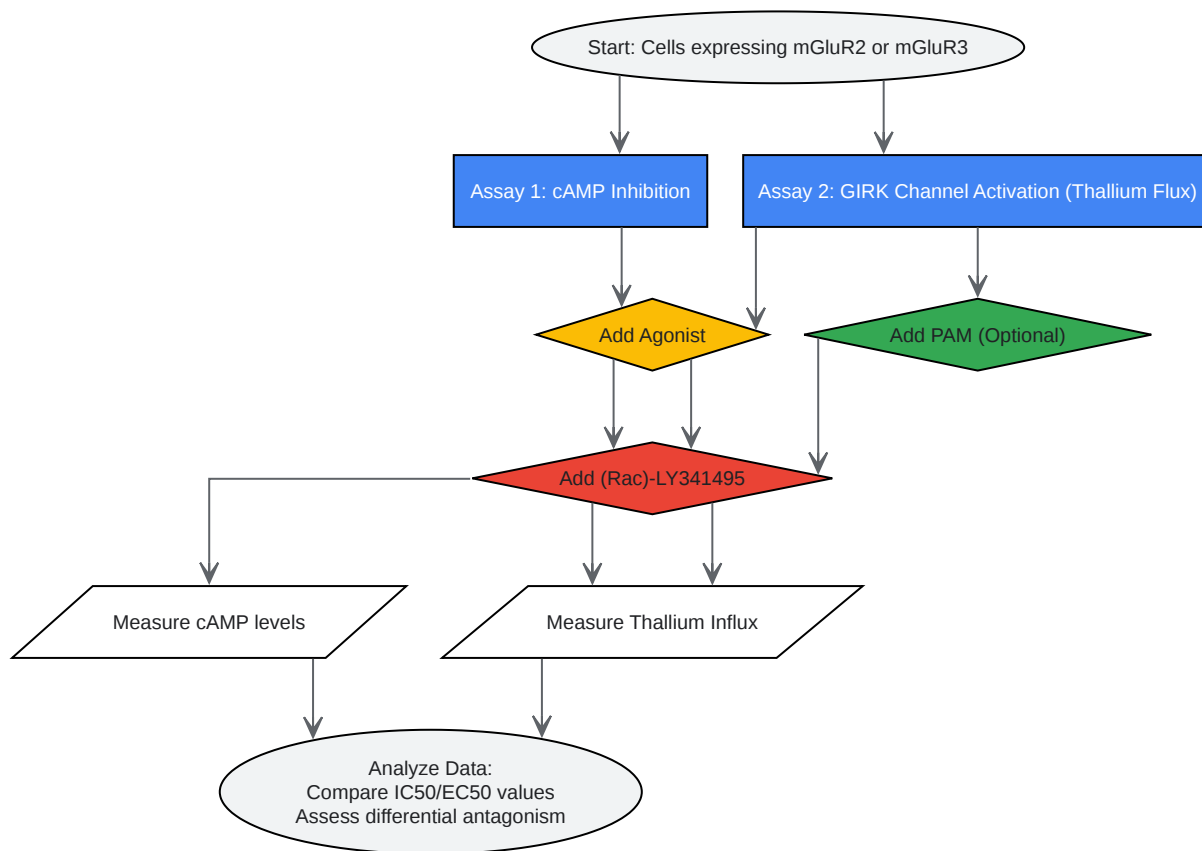 Start: Cells expressing mGluR2 or mGluR3
Assay 1: cAMP Inhibition
Assay 2: GIRK Channel Activation (Thallium Flux)
Add Agonist
Add PAM (Optional)
Add (Rac)-LY341495
Measure cAMP levels
Measure Thallium Influx
Analyze Data:
Compare IC50/EC50 values
Assess differential antagonism